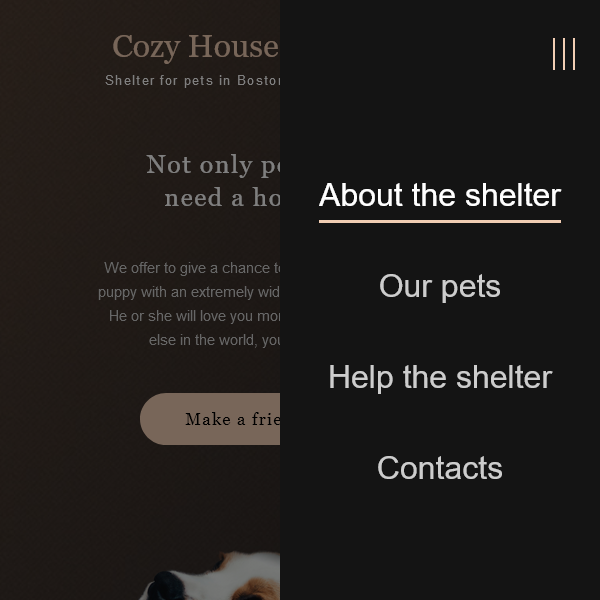 Cozy House
Shelter for pets in Boston
Not only pe
need a ho
We offer to give a chance to
puppy with an extremely wid
He or she will love you mor
else in the world, you
Make a frie
About the shelter
Our pets
Help the shelter
Contacts